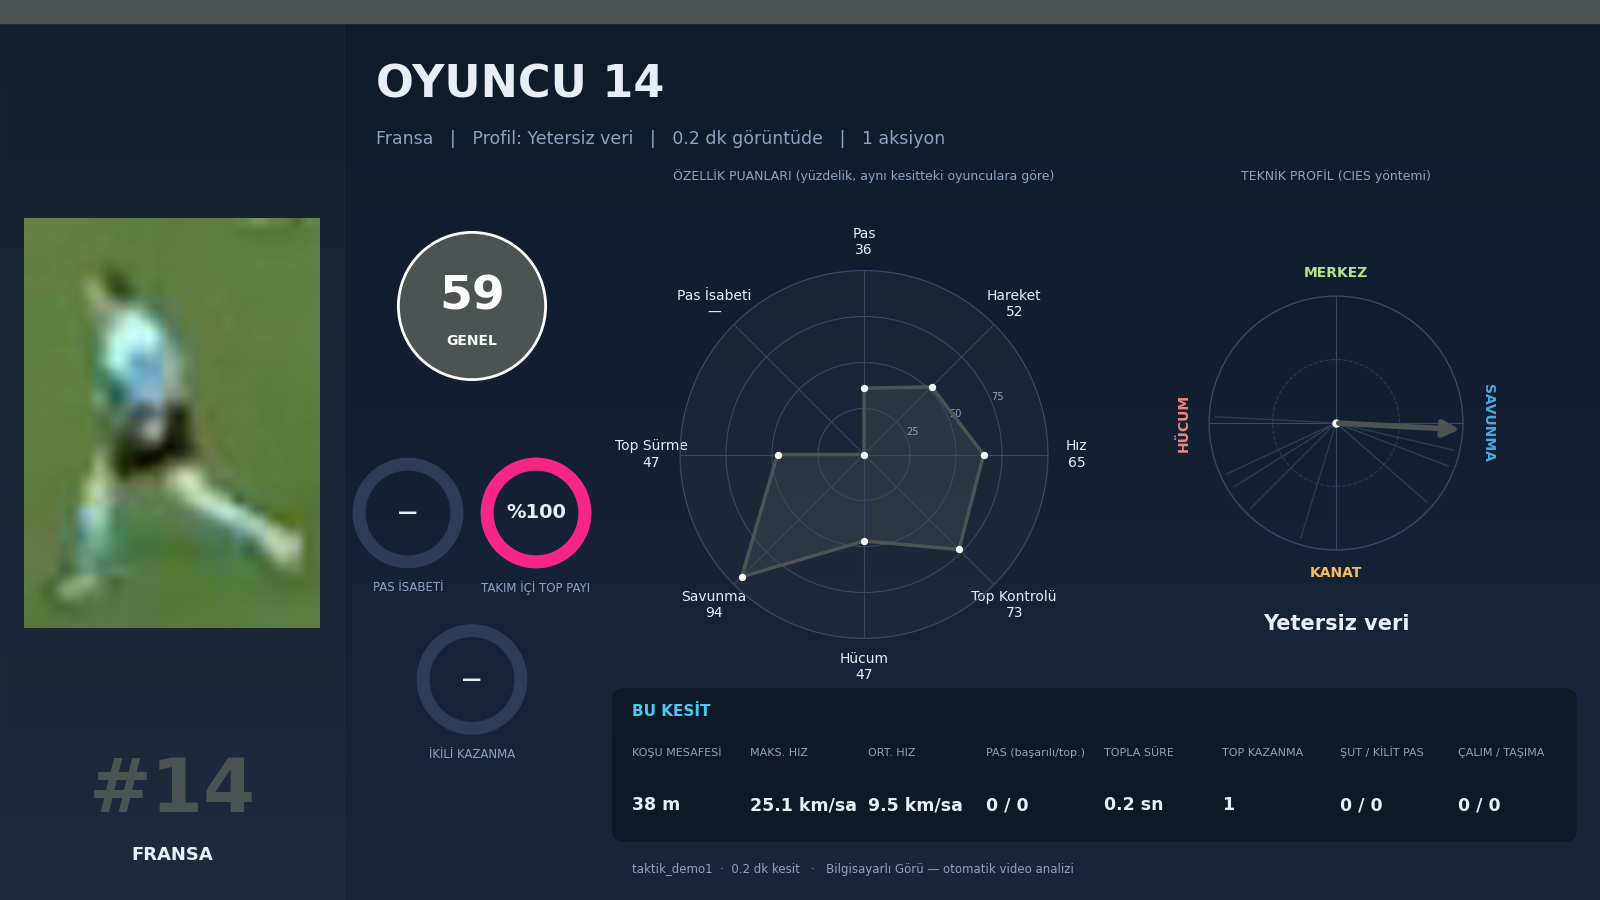 OYUNCU 14
Fransa | Profil: Yetersiz veri | 0.2 dk görüntüde | 1 aksiyon
ÖZELLİK PUANLARI (yüzdelik, aynı kesitteki oyunculara göre)
TEKNİK PROFİL (CIES yöntemi)
59
GENEL
—
PAS İSABETİ
%100
TAKIM İÇİ TOP PAYI
—
İKİLİ KAZANMA
Pas
36
Hareket
52
Hız
65
Top Kontrolü
73
Hücum
47
Savunma
94
Top Sürme
47
Pas İsabeti
—
25
50
75
MERKEZ
HÜCUM
SAVUNMA
KANAT
Yetersiz veri
#14
FRANSA
BU KESİT
KOŞU MESAFESİ MAKS. HIZ ORT. HIZ PAS (başarılı/top.) TOPLA SÜRE TOP KAZANMA ŞUT / KİLİT PAS ÇALIM / TAŞIMA
38 m 25.1 km/sa 9.5 km/sa 0 / 0 0.2 sn 1 0 / 0 0 / 0
taktik_demo1 · 0.2 dk kesit · Bilgisayarlı Görü — otomatik video analizi